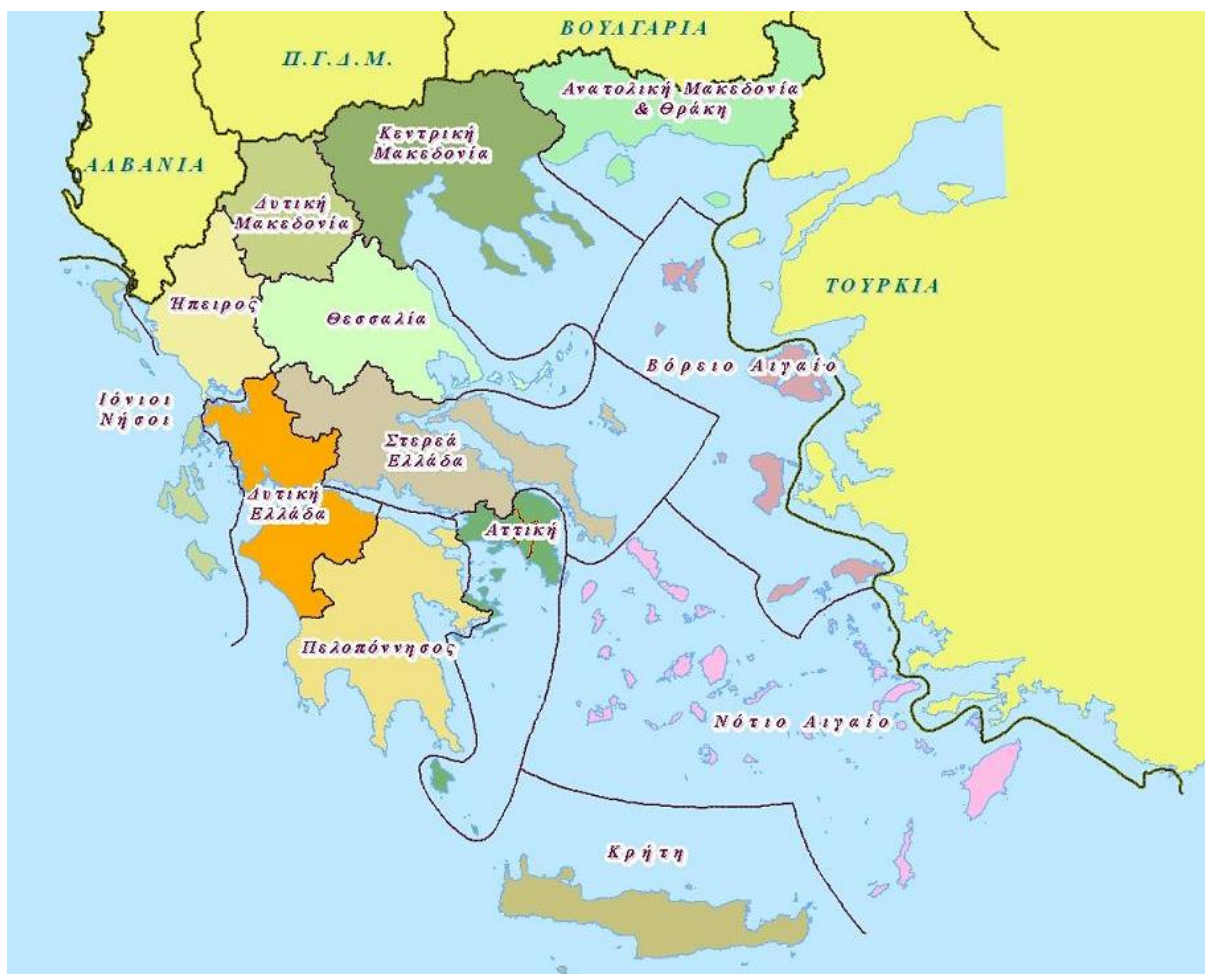 ΒΟΥΛΓΑΡΙΑ
Π.Γ.Δ.Μ.
Ανατολική Μακεδονία
& Θράκη
Κεντρική
Μακεδονία
ΑΛΒΑΝΙΑ
Δυτική
Μακεδονία
ΤΟΥΡΚΙΑ
Ήπειρος
Θεσσαλία
Βόρειο Αιγαίο
Ιόνιοι
Νήσοι
Στερεά
Ελλάδα
Δυτική
Ελλάδα
Αττική
Πελοπόννησος
Νότιο Αιγαίο
Κρήτη